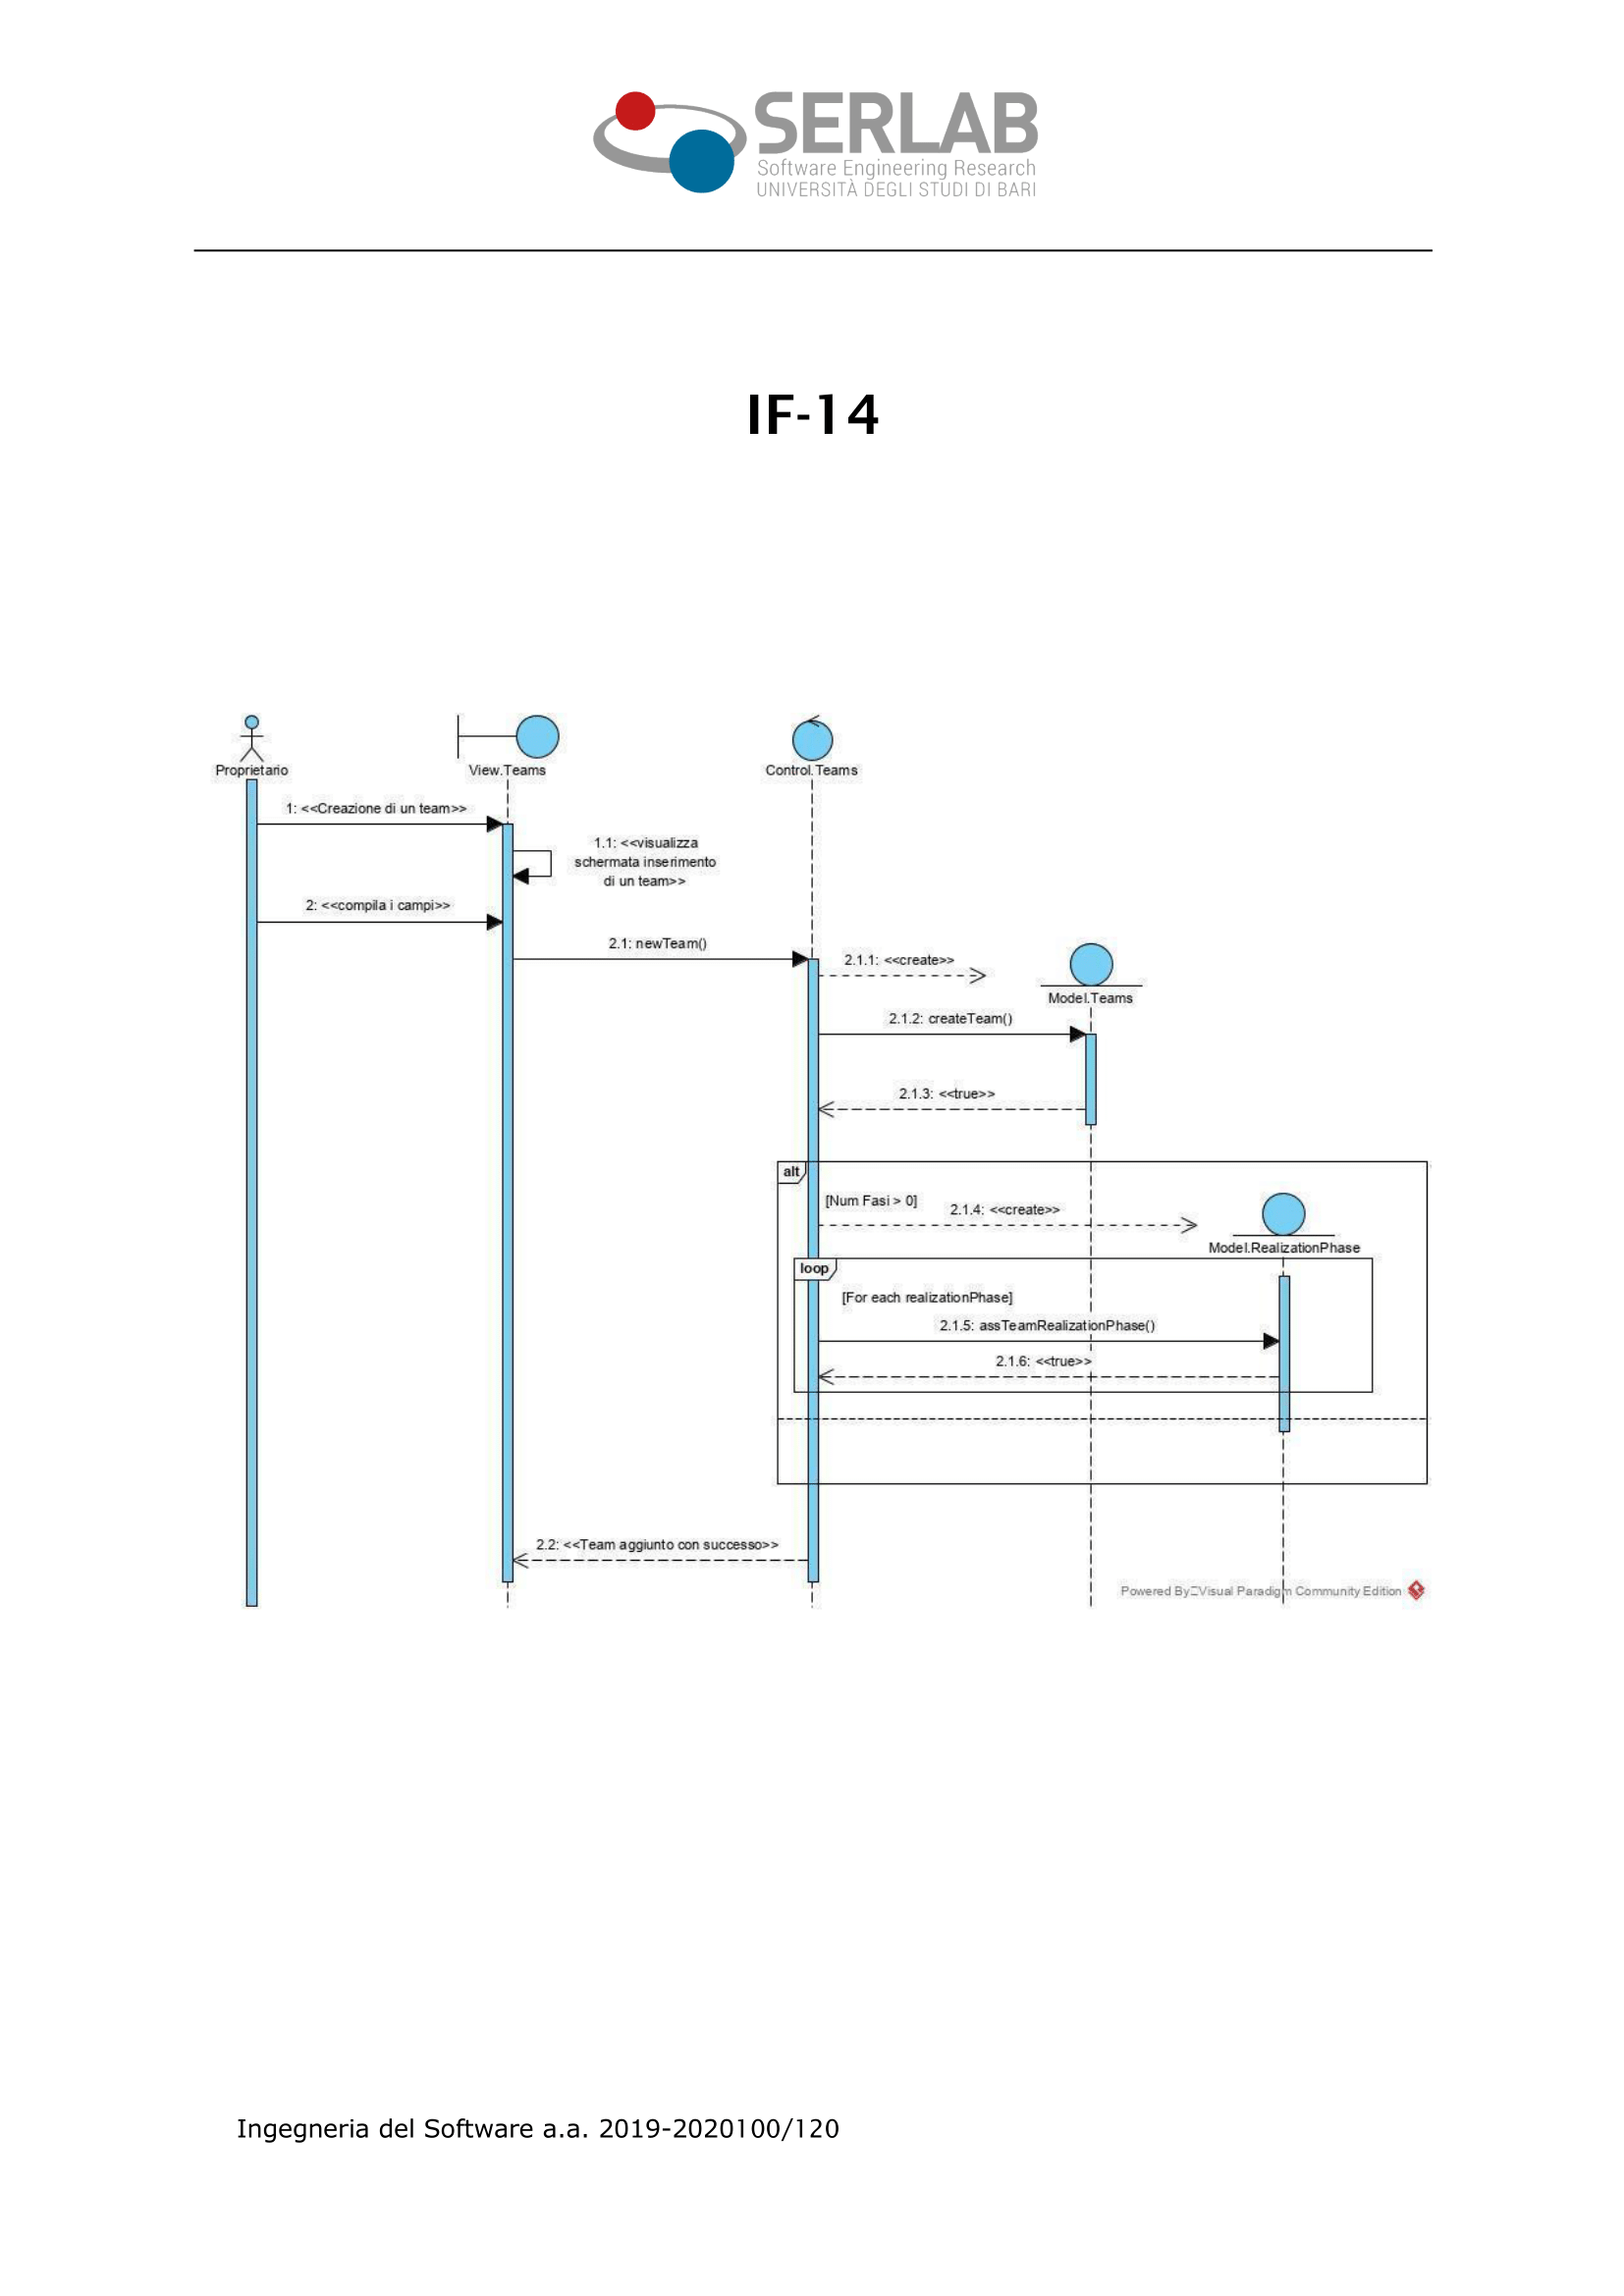 SERLAB
Software Engineering Research
UNIVERSITÀ DEGLI STUDI DI BARI
IF-14
Proprietario
View.Teams
Control.Teams
1: <<Creazione di un team>>
1.1: <<visualizza
schermata inserimento
di un team>>
2: <<compila i campi>>
2.1: newTeam()
2.1.1: <<create>>
Model.Teams
2.1.2: createTeam()
2.1.3: <<true>>
alt
[Num Fasi > 0]
2.1.4: <<create>>
Model.RealizationPhase
loop
[For each realizationPhase]
2.1.5: assTeamRealizationPhase()
2.1.6: <<true>>
2.2: <<Team aggiunto con successo>>
Powered By Visual Paradigm Community Edition
Ingegneria del Software a.a. 2019-2020100/120